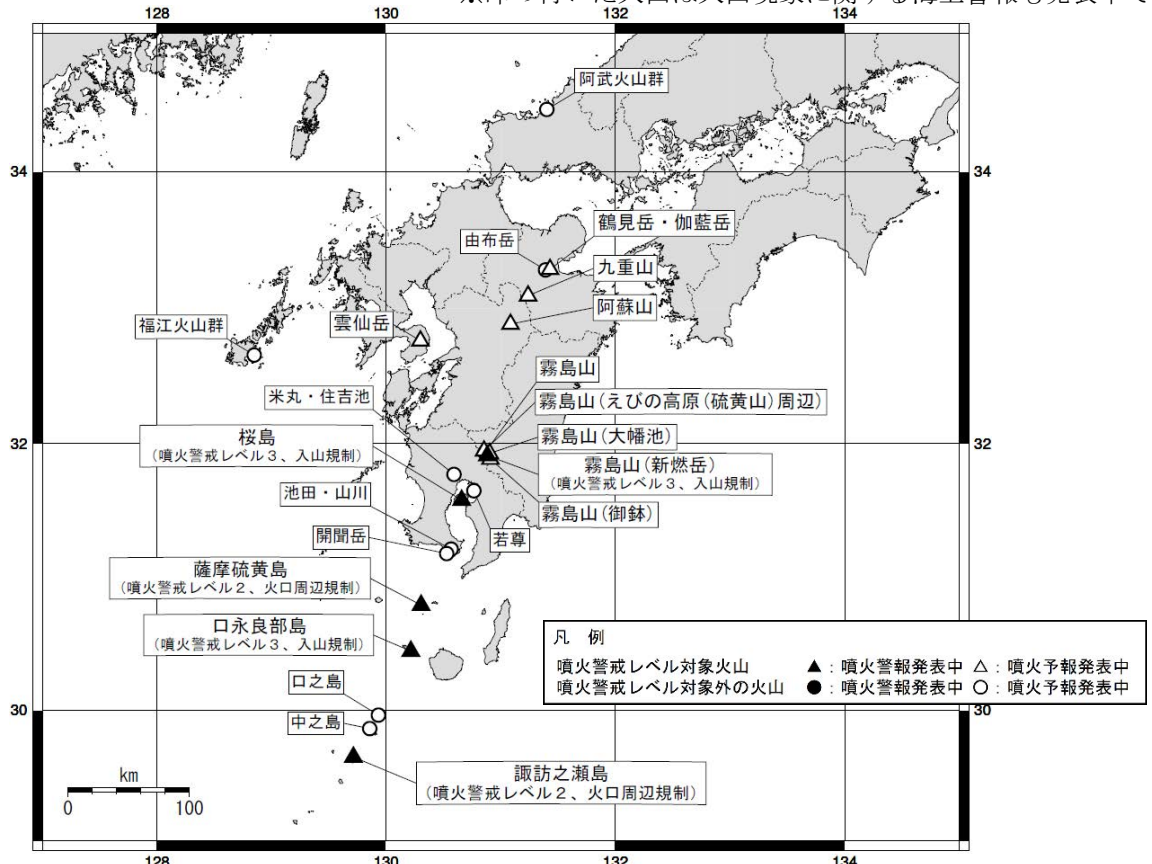 128
130
132
134
阿武火山群
34
34
鶴見岳・伽藍岳
由布岳
九重山
阿蘇山
雲仙岳
福江火山群
霧島山
米丸・住吉池
霧島山(えびの高原(硫黄山)周辺)
32
32
桜島
(噴火警戒レベル3、入山規制)
霧島山(大幡池)
霧島山(新燃岳)
(噴火警戒レベル3、入山規制)
池田・山川
霧島山(御鉢)
開聞岳
若尊
薩摩硫黄島
(噴火警戒レベル2、火口周辺規制)
口永良部島
(噴火警戒レベル3、入山規制)
凡 例
噴火警戒レベル対象火山 ▲:噴火警報発表中 △:噴火予報発表中
噴火警戒レベル対象外の火山 ●:噴火警報発表中 ○:噴火予報発表中
口之島
30
30
中之島
諏訪之瀬島
(噴火警戒レベル2、火口周辺規制)
km
0 100
128
130
132
134